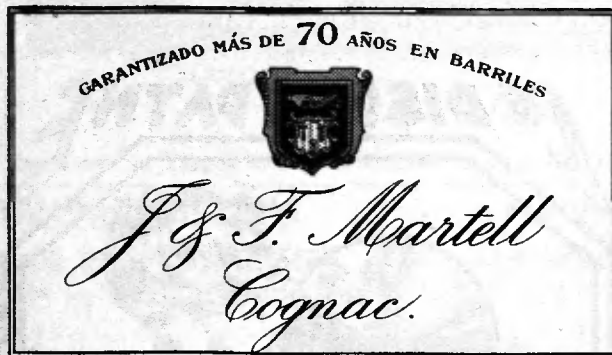 GARANTIZADO MÁS DE 70 AÑOS EN BARRILES
J & F. Martell
Cognac.